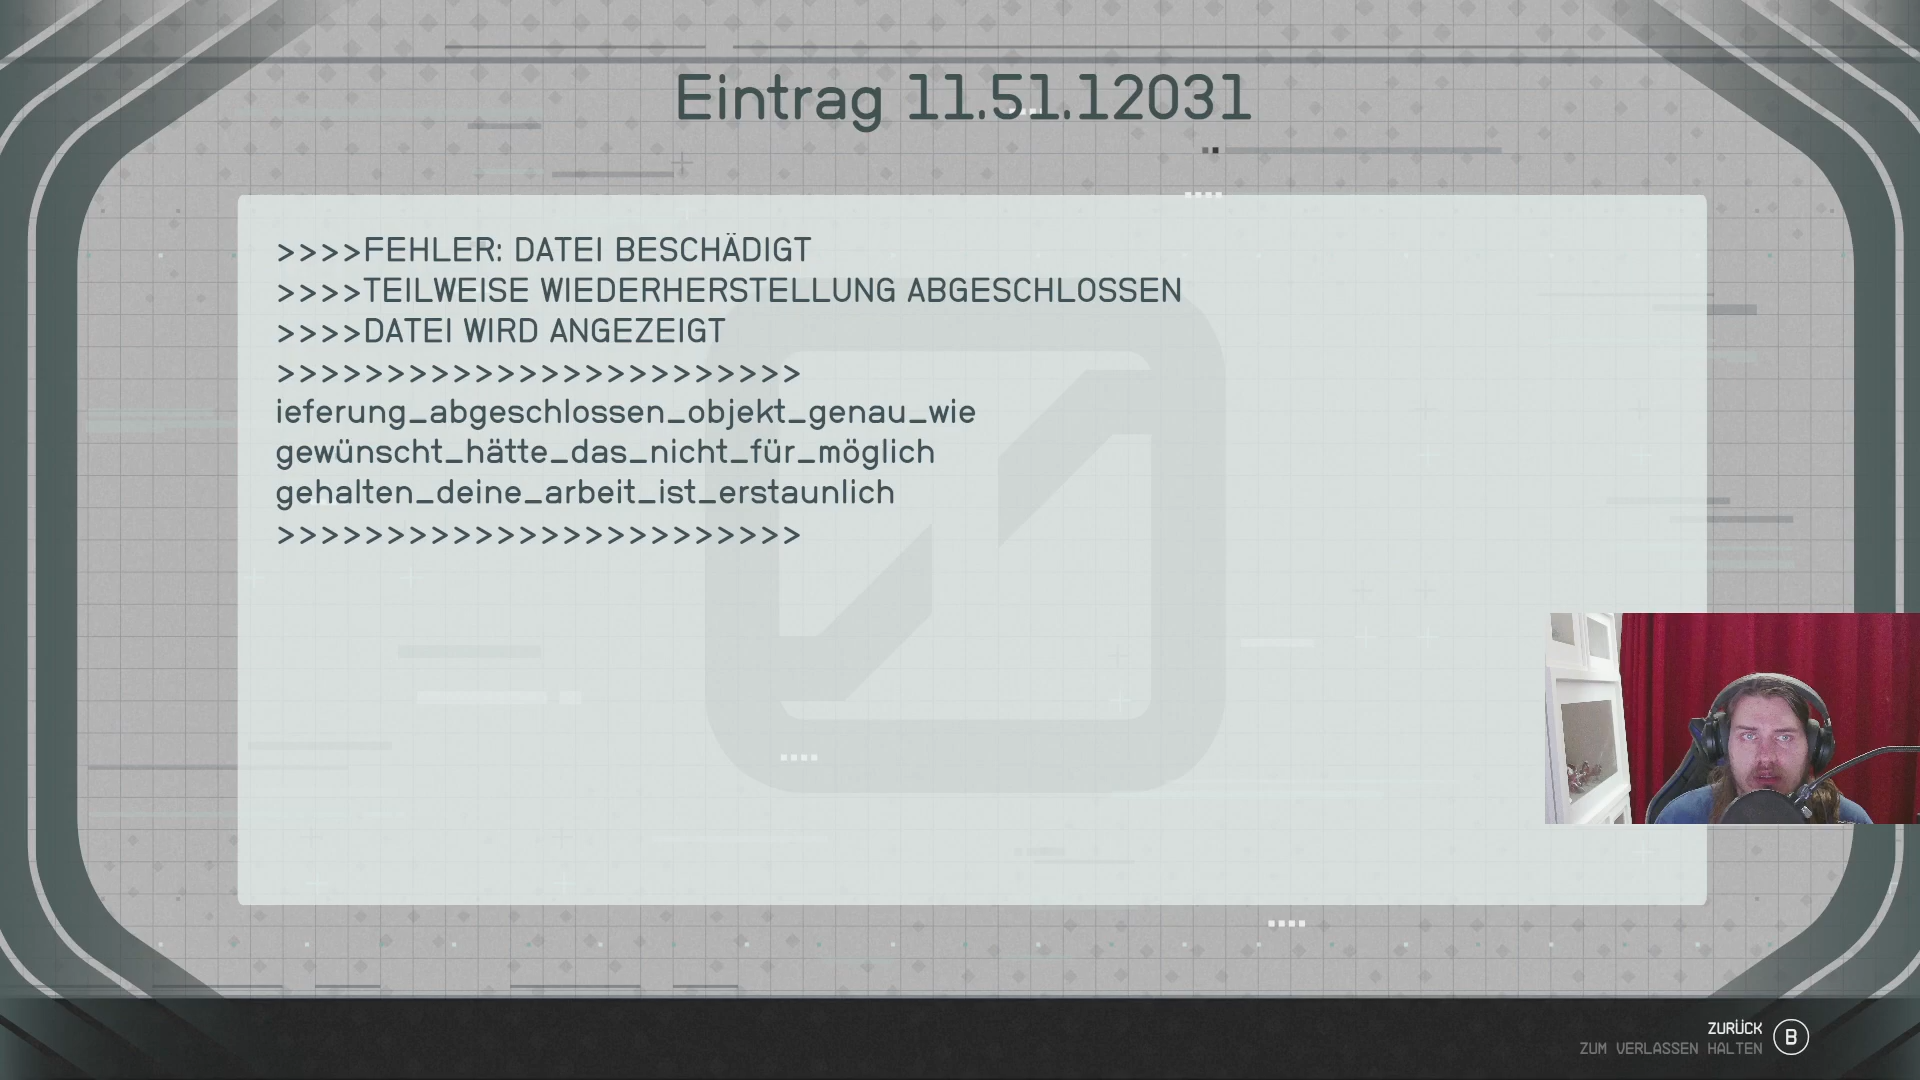 Eintrag 11.51.12031
>>>>FEHLER: DATEI BESCHÄDIGT
>>>>TEILWEISE WIEDERHERSTELLUNG ABGESCHLOSSEN
>>>>DATEI WIRD ANGEZEIGT
>>>>>>>>>>>>>>>>>>>>>>>>
ieferung_abgeschlossen_objekt_genau_wie
gewünscht_hätte_das_nicht_für_möglich
gehalten_deine_arbeit_ist_erstaunlich
>>>>>>>>>>>>>>>>>>>>>>>>
ZURÜCK
B
ZUM VERLASSEN HALTEN